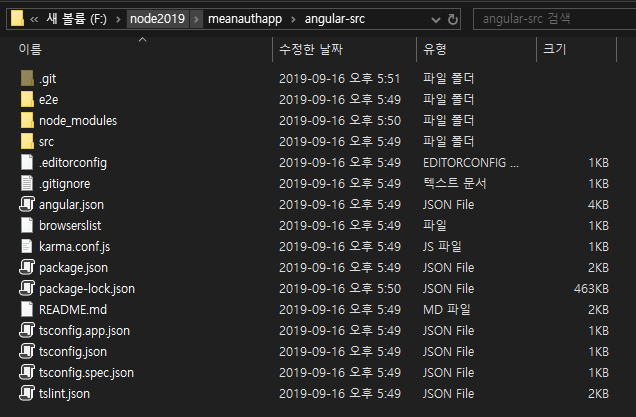 « 새 볼륨 (F:) > node2019 > meanauthapp > angular-src
angular-src 검색
이름 수정한 날짜 유형 크기
.git 2019-09-16 오후 5:51 파일 폴더
e2e 2019-09-16 오후 5:49 파일 폴더
node_modules 2019-09-16 오후 5:50 파일 폴더
src 2019-09-16 오후 5:49 파일 폴더
.editorconfig 2019-09-16 오후 5:49 EDITORCONFIG ... 1KB
.gitignore 2019-09-16 오후 5:49 텍스트 문서 1KB
angular.json 2019-09-16 오후 5:49 JSON File 4KB
browserslist 2019-09-16 오후 5:49 파일 1KB
karma.conf.js 2019-09-16 오후 5:49 JS 파일 1KB
package.json 2019-09-16 오후 5:49 JSON File 2KB
package-lock.json 2019-09-16 오후 5:50 JSON File 463KB
README.md 2019-09-16 오후 5:49 MD 파일 2KB
tsconfig.app.json 2019-09-16 오후 5:49 JSON File 1KB
tsconfig.json 2019-09-16 오후 5:49 JSON File 1KB
tsconfig.spec.json 2019-09-16 오후 5:49 JSON File 1KB
tslint.json 2019-09-16 오후 5:49 JSON File 2KB